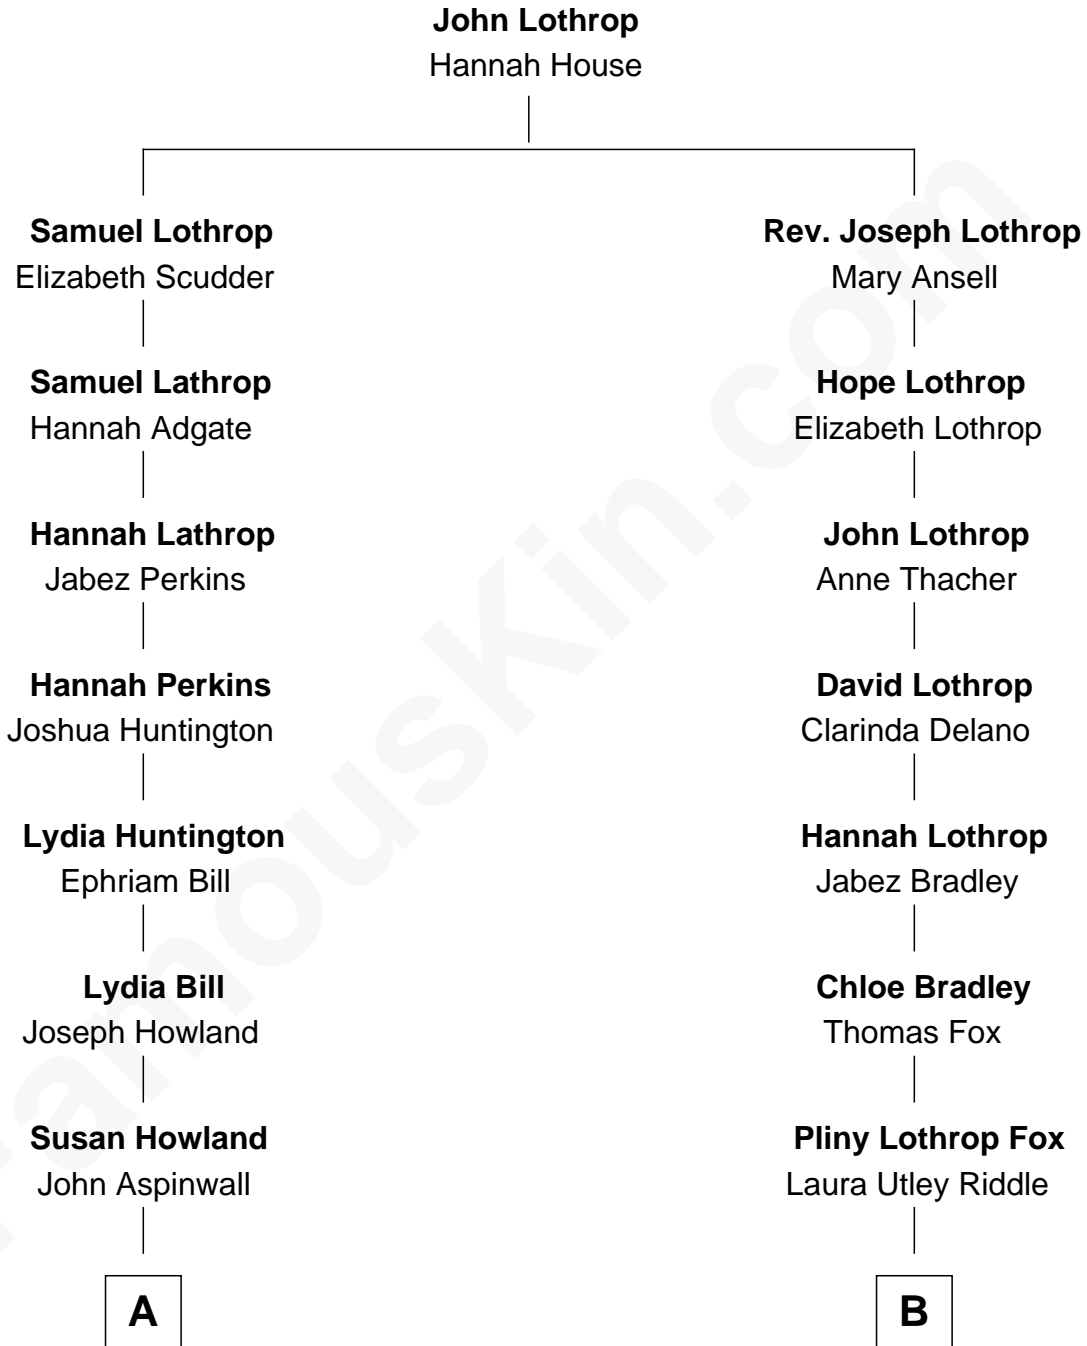 John Lothrop
Hannah House
Samuel Lothrop
Elizabeth Scudder
Samuel Lathrop
Hannah Adgate
Hannah Lathrop
Jabez Perkins
Hannah Perkins
Joshua Huntington
Lydia Huntington
Ephriam Bill
Lydia Bill
Joseph Howland
Susan Howland
John Aspinwall
A
Rev. Joseph Lothrop
Mary Ansell
Hope Lothrop
Elizabeth Lothrop
John Lothrop
Anne Thacher
David Lothrop
Clarinda Delano
Hannah Lothrop
Jabez Bradley
Chloe Bradley
Thomas Fox
Pliny Lothrop Fox
Laura Utley Riddle
B
FamousKin.com